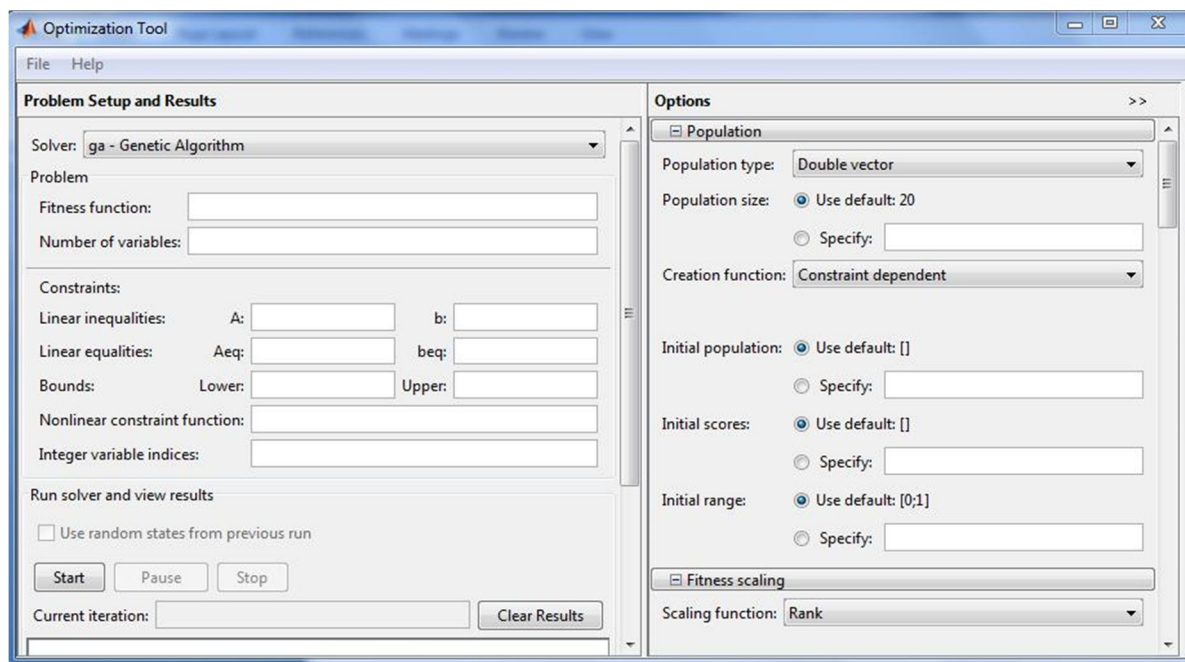 Optimization Tool
File Help
Problem Setup and Results
Solver: ga - Genetic Algorithm
Problem
Fitness function:
Number of variables:
Constraints:
Linear inequalities: A: b:
Linear equalities: Aeq: beq:
Bounds: Lower: Upper:
Nonlinear constraint function:
Integer variable indices:
Run solver and view results
Use random states from previous run
Start Pause Stop
Current iteration: Clear Results
Options >>
Population
Population type: Double vector
Population size: Use default: 20
Specify:
Creation function: Constraint dependent
Initial population: Use default: []
Specify:
Initial scores: Use default: []
Specify:
Initial range: Use default: [0;1]
Specify:
Fitness scaling
Scaling function: Rank